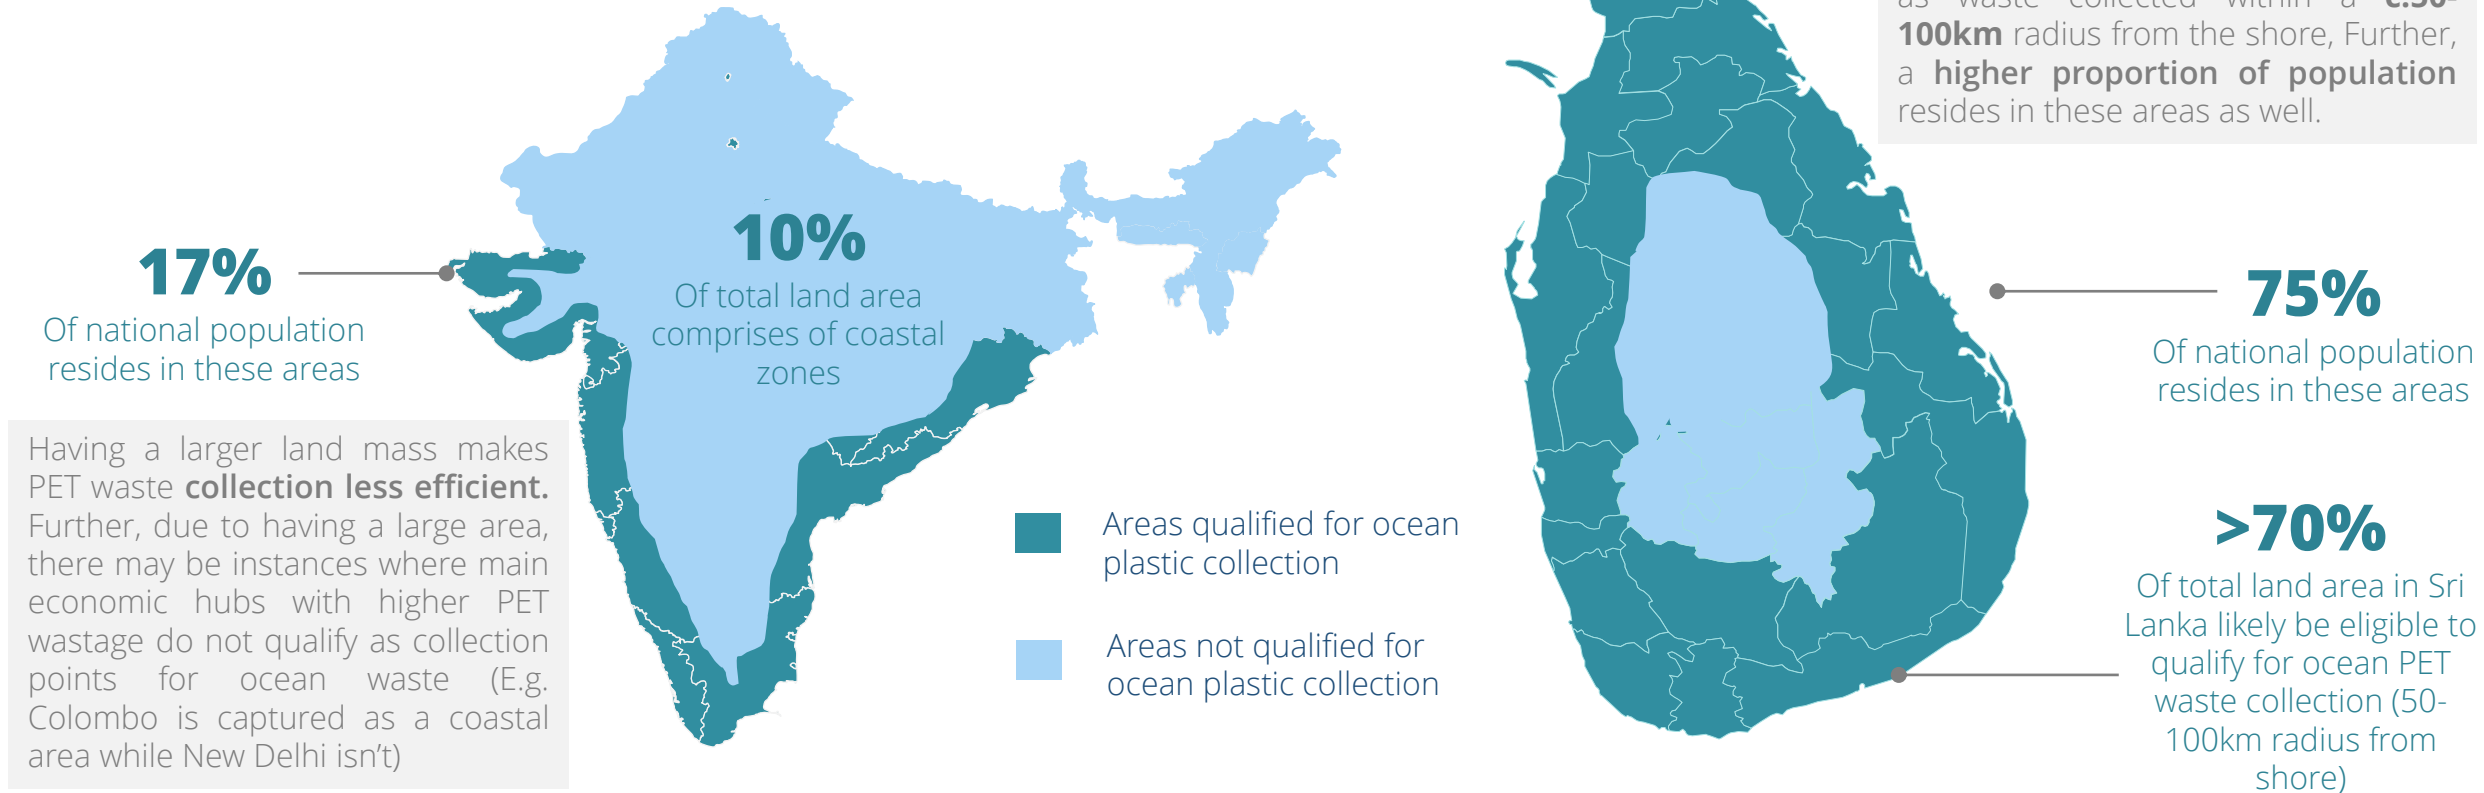 17%
Of national population
resides in these areas
Having a larger land mass makes
PET waste collection less efficient.
Further, due to having a large area,
there may be instances where main
economic hubs with higher PET
wastage do not qualify as collection
points for ocean waste (E.g.
Colombo is captured as a coastal
area while New Delhi isn’t)
10%
Of total land area
comprises of coastal
zones
Areas qualified for ocean
plastic collection
Areas not qualified for
ocean plastic collection
as waste collected within a c.50-
100km radius from the shore, Further,
a higher proportion of population
resides in these areas as well.
75%
Of national population
resides in these areas
>70%
Of total land area in Sri
Lanka likely be eligible to
qualify for ocean PET
waste collection (50-
100km radius from
shore)